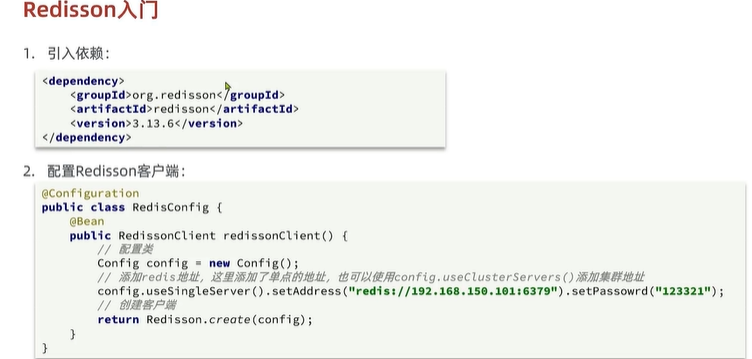 Redisson入门
1. 引入依赖：
<dependency>
<groupId>org.redisson</groupId>
<artifactId>redisson</artifactId>
<version>3.13.6</version>
</dependency>
2. 配置Redisson客户端：
@Configuration
public class RedisConfig {
@Bean
public RedissonClient redissonClient() {
// 配置类
Config config = new Config();
// 添加redis地址，这里添加了单点的地址，也可以使用config.useClusterServers()添加集群地址
config.useSingleServer().setAddress("redis://192.168.150.101:6379").setPassowrd("123321");
// 创建客户端
return Redisson.create(config);
}
}